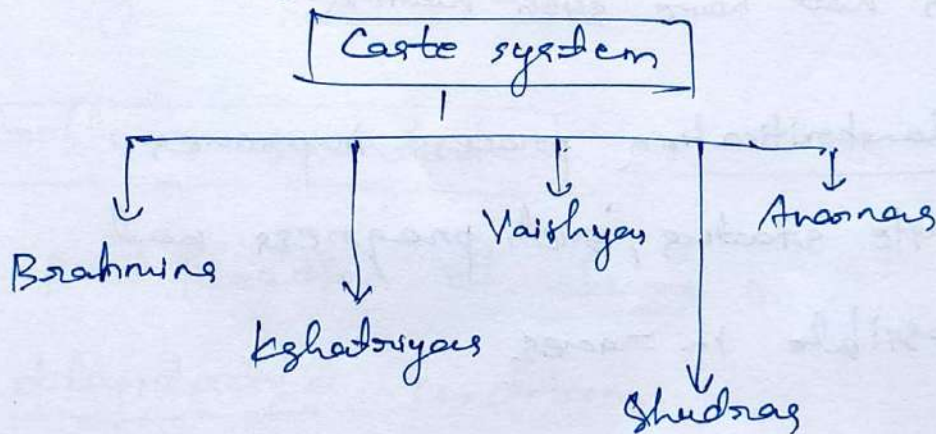 Caste system
Brahmins
Kshatriyas
Vaishyas
Shudras
Avarnas